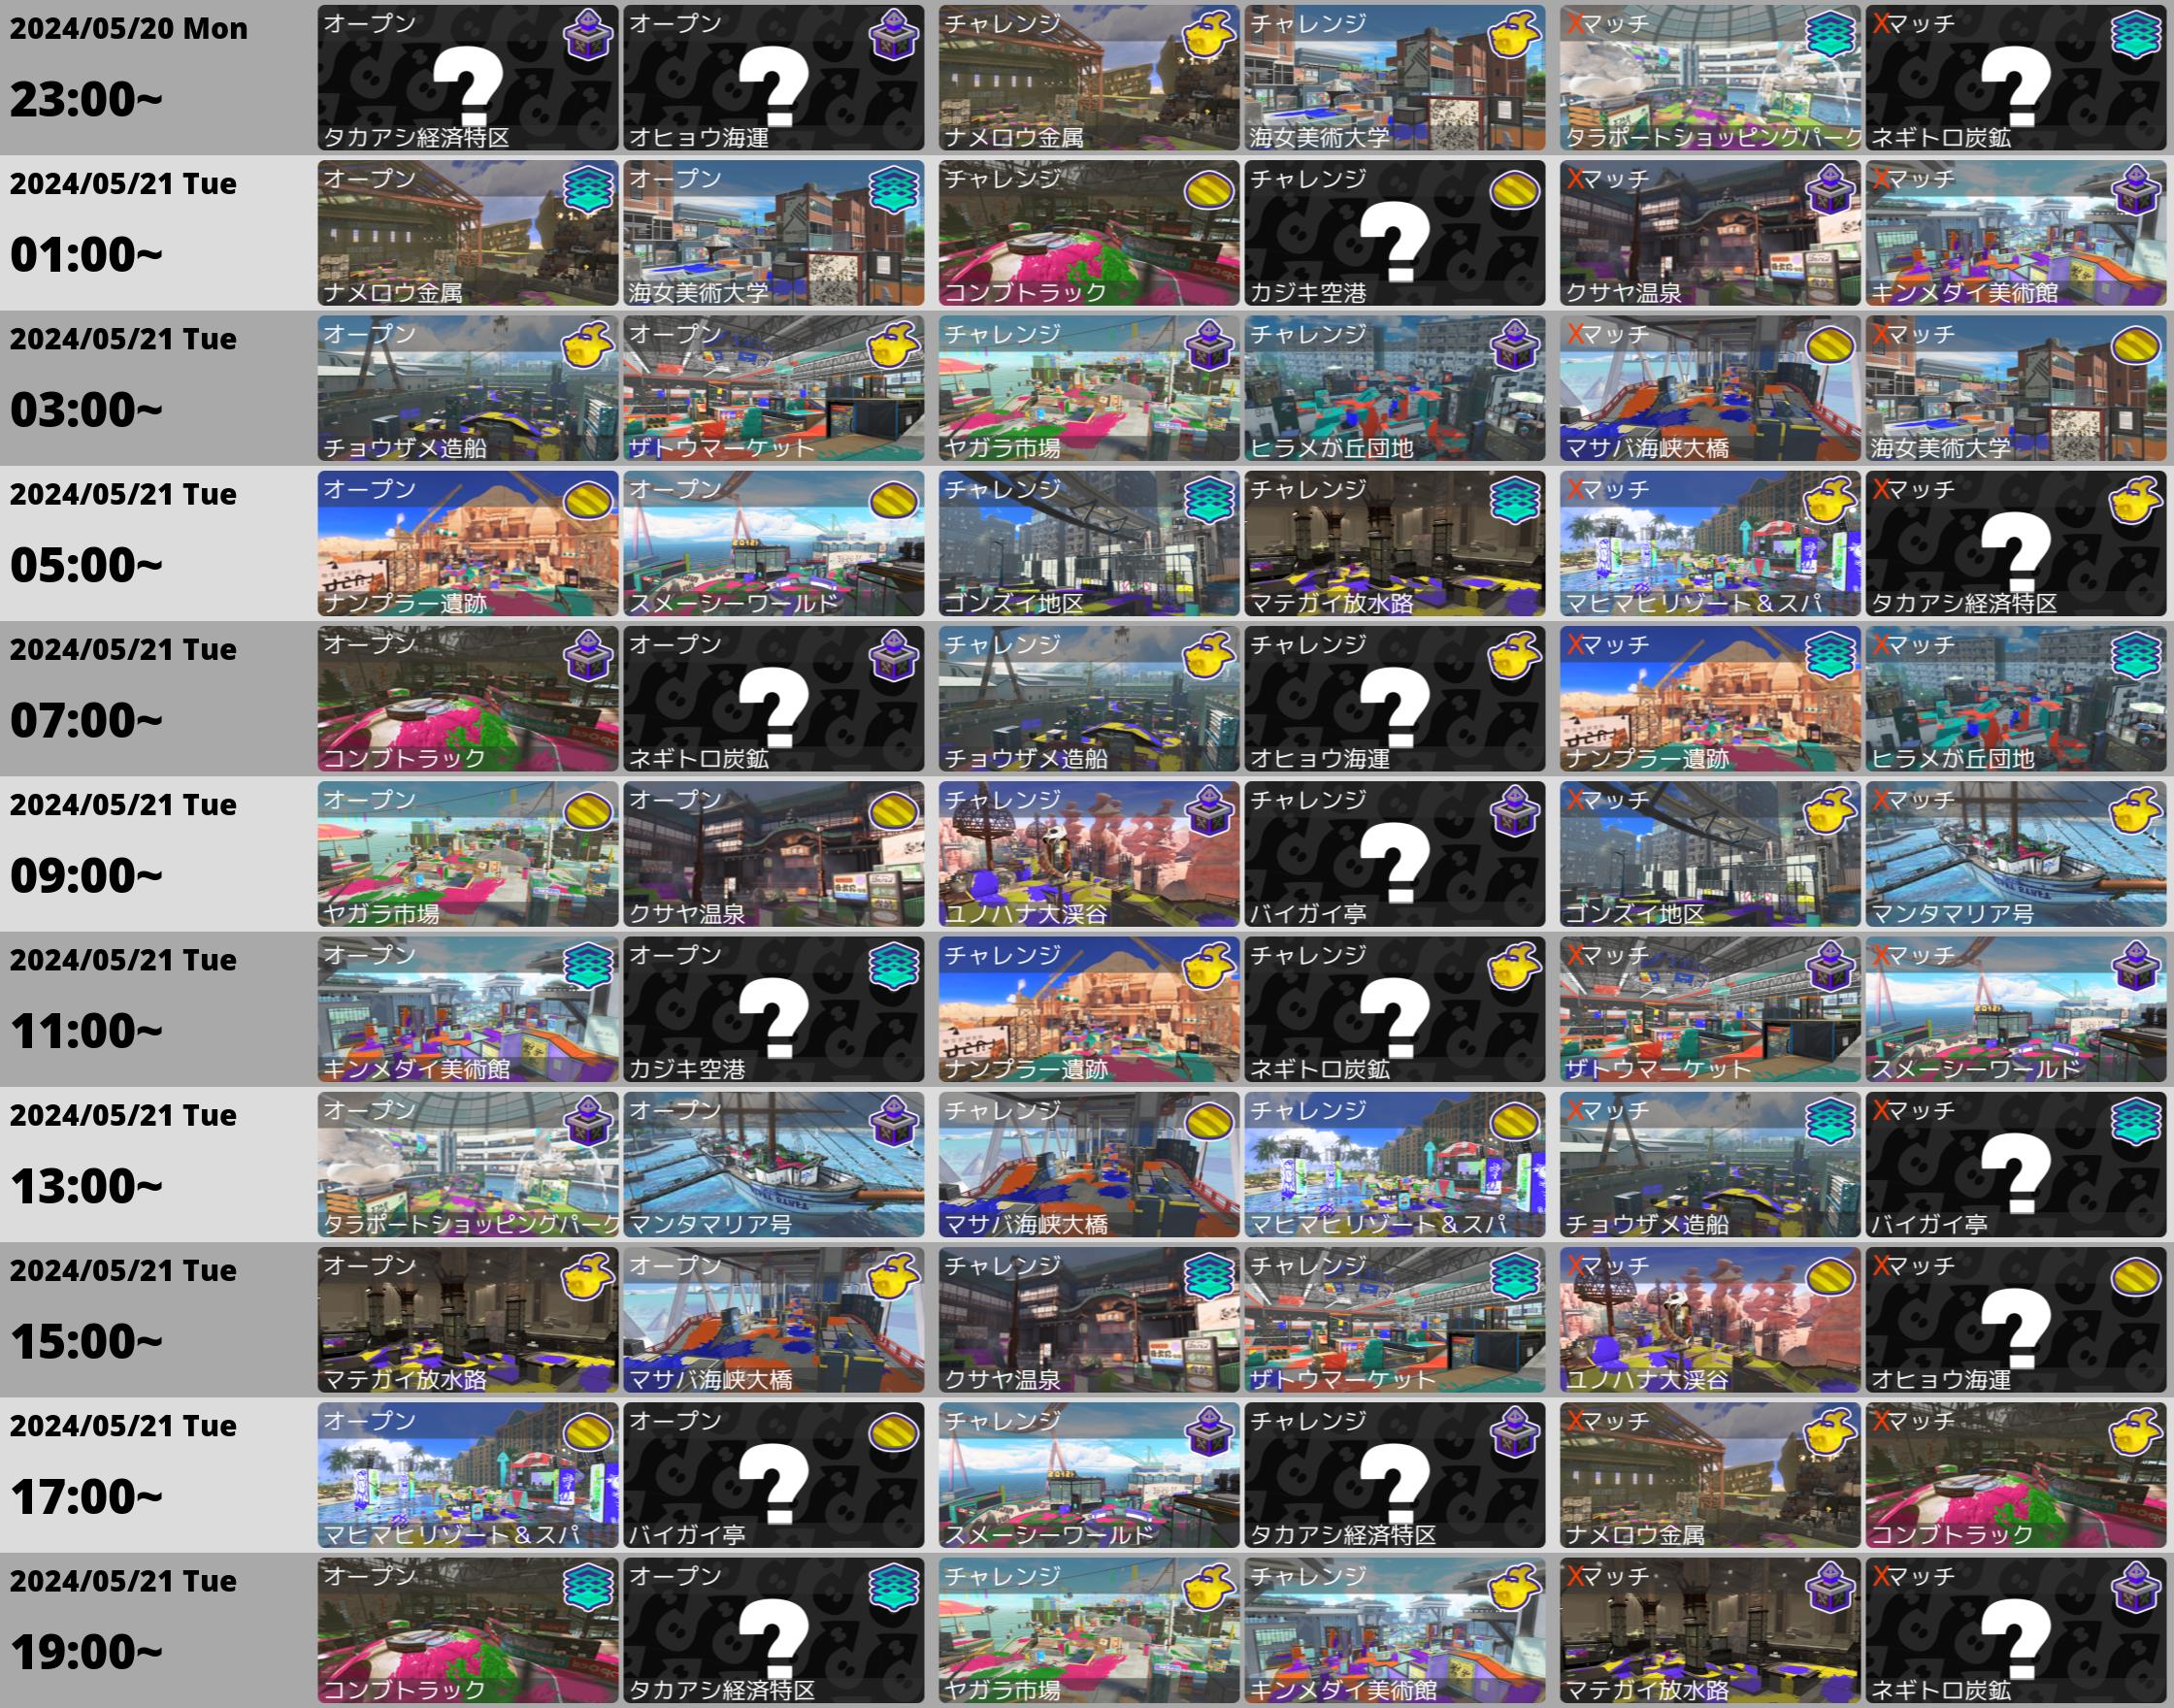 2024/05/20 Mon
23:00~
オープン
タカアシ経済特区
オープン
オヒョウ海運
チャレンジ
ナメロウ金属
チャレンジ
海女美術大学
Xマッチ
タラポートショッピングパーク
Xマッチ
ネギトロ炭鉱
2024/05/21 Tue
01:00~
オープン
ナメロウ金属
オープン
海女美術大学
チャレンジ
コンブトラック
チャレンジ
カジキ空港
Xマッチ
クサヤ温泉
Xマッチ
キンメダイ美術館
2024/05/21 Tue
03:00~
オープン
チョウザメ造船
オープン
ザトウマーケット
チャレンジ
ヤガラ市場
チャレンジ
ヒラメが丘団地
Xマッチ
マサバ海峡大橋
Xマッチ
海女美術大学
2024/05/21 Tue
05:00~
オープン
ナンプラー遺跡
オープン
スメーシーワールド
チャレンジ
ゴンズイ地区
チャレンジ
マテガイ放水路
Xマッチ
マヒマヒリゾート&スパ
Xマッチ
タカアシ経済特区
2024/05/21 Tue
07:00~
オープン
コンブトラック
オープン
ネギトロ炭鉱
チャレンジ
チョウザメ造船
チャレンジ
オヒョウ海運
Xマッチ
ナンプラー遺跡
Xマッチ
ヒラメが丘団地
2024/05/21 Tue
09:00~
オープン
ヤガラ市場
オープン
クサヤ温泉
チャレンジ
ユノハナ大渓谷
チャレンジ
バイガイ亭
Xマッチ
ゴンズイ地区
Xマッチ
マンタマリア号
2024/05/21 Tue
11:00~
オープン
キンメダイ美術館
オープン
カジキ空港
チャレンジ
ナンプラー遺跡
チャレンジ
ネギトロ炭鉱
Xマッチ
ザトウマーケット
Xマッチ
スメーシーワールド
2024/05/21 Tue
13:00~
オープン
タラポートショッピングパーク
オープン
マンタマリア号
チャレンジ
マサバ海峡大橋
チャレンジ
マヒマヒリゾート&スパ
Xマッチ
チョウザメ造船
Xマッチ
バイガイ亭
2024/05/21 Tue
15:00~
オープン
マテガイ放水路
オープン
マサバ海峡大橋
チャレンジ
クサヤ温泉
チャレンジ
ザトウマーケット
Xマッチ
ユノハナ大渓谷
Xマッチ
オヒョウ海運
2024/05/21 Tue
17:00~
オープン
マヒマヒリゾート&スパ
オープン
バイガイ亭
チャレンジ
スメーシーワールド
チャレンジ
タカアシ経済特区
Xマッチ
ナメロウ金属
Xマッチ
コンブトラック
2024/05/21 Tue
19:00~
オープン
コンブトラック
オープン
タカアシ経済特区
チャレンジ
ヤガラ市場
チャレンジ
キンメダイ美術館
Xマッチ
マテガイ放水路
Xマッチ
ネギトロ炭鉱